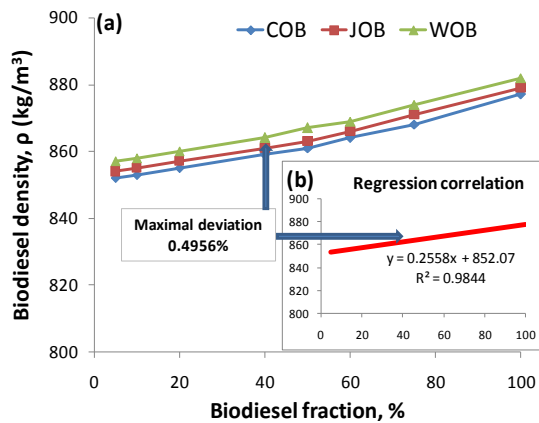 (a)
COB JOB WOB
900
880
860
840
820
800
0 20 40 60 80 100
Biodiesel density, ρ (kg/m³)
Biodiesel fraction, %
Maximal deviation
0.4956%
(b) Regression correlation
900
880
860
840
820
800
0 20 40 60 80 100
y = 0.2558x + 852.07
R² = 0.9844